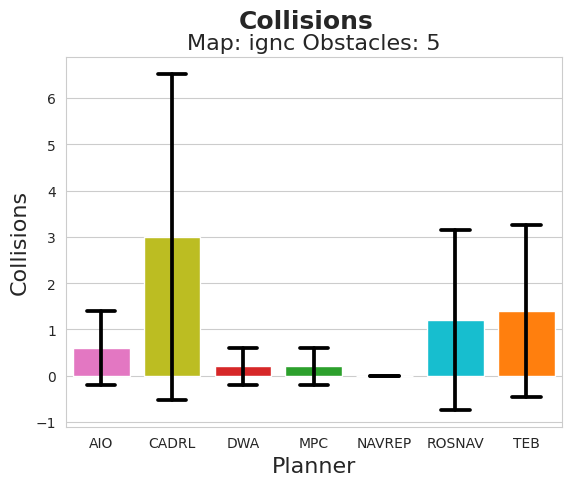 Collisions
Map: ignc Obstacles: 5
Collisions
6
5
4
3
2
1
0
−1
AIO CADRL DWA MPC NAVREP ROSNAV TEB
Planner